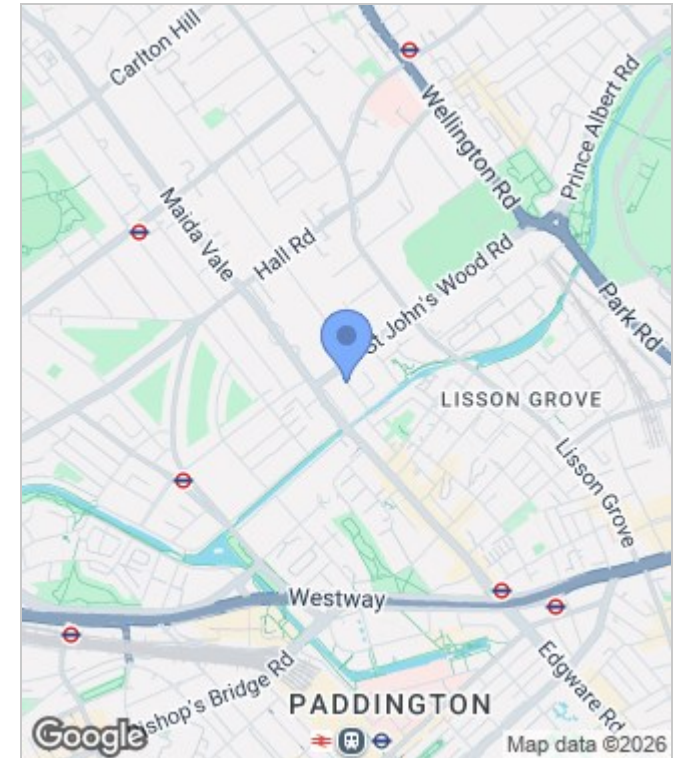 Carlton Hill
Wellington Rd
Prince Albert Rd
Maida Vale
Hall Rd
St John's Wood Rd
Park Rd
LISSON GROVE
Lisson Grove
Westway
Bishop's Bridge Rd
Edgware Rd
PADDINGTON
Google
Map data ©2026